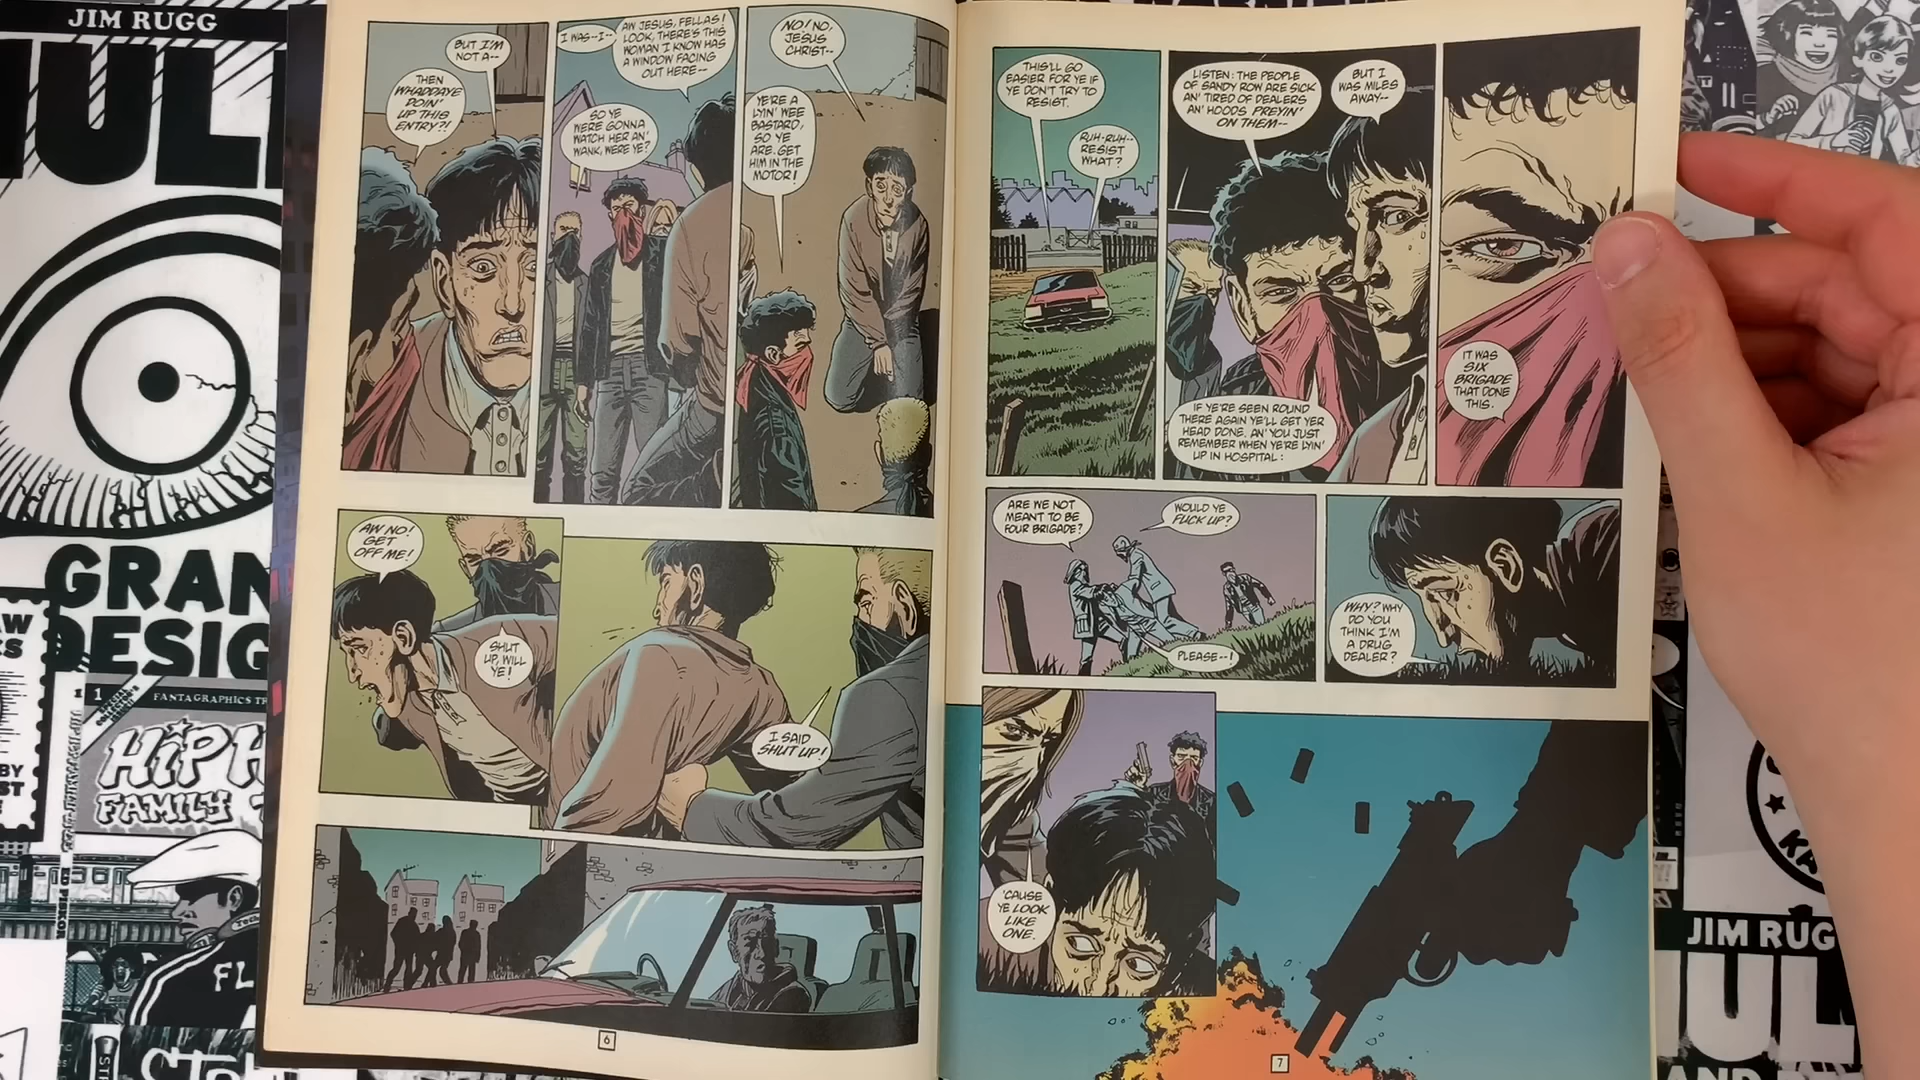 JIM RUGG
BUT I'M
NOT A--
THEN
WHADDAYE
DOIN'
UP THIS
ENTRY?!
I WAS--I--
AW JESUS, FELLAS!
LOOK, THERE'S THIS
WOMAN I KNOW HAS
A WINDOW FACING
OUT HERE--
SO YE
WERE GONNA
WATCH HER AN'
WANK, WERE YE?
NO! NO,
JESUS
CHRIST--
YE'RE A
LYIN' WEE
BASTARD,
SO YE
ARE. GET
HIM IN THE
MOTOR!
AW NO!
GET
OFF ME!
SHUT
UP, WILL
YE!
I SAID
SHUT UP!
6
THIS'LL GO
EASIER FOR YE IF
YE DON'T TRY TO
RESIST.
RUH-RUH--
RESIST
WHAT?
LISTEN: THE PEOPLE
OF SANDY ROW ARE SICK
AN' TIRED OF DEALERS
AN' HOODS PREYIN'
ON THEM--
BUT I
WAS MILES
AWAY--
IF YE'RE SEEN ROUND
THERE AGAIN YE'LL GET YER
HEAD DONE. AN' YOU JUST
REMEMBER WHEN YE'RE LYIN'
UP IN HOSPITAL:
IT WAS
SIX
BRIGADE
THAT DONE
THIS.
ARE WE NOT
MEANT TO BE
FOUR BRIGADE?
WOULD YE
FUCK UP?
PLEASE--!
WHY? WHY
DO YOU
THINK I'M
A DRUG
DEALER?
'CAUSE
YE LOOK
LIKE
ONE.
7
GRAN
DESIG
1
FANTAGRAPHICS TR
HIP H
FAMILY T
ED PISKOR
FL
JIM RUG